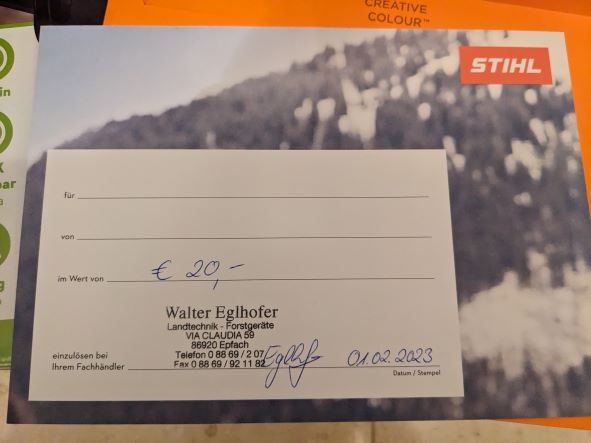 CREATIVE
COLOUR™
STIHL
in
K
bar
a
g
für
von
im Wert von € 20,-
Walter Eglhofer
Landtechnik - Forstgeräte
VIA CLAUDIA 59
86920 Epfach
Telefon 0 88 69 / 2 07
Fax 0 88 69 / 92 11 82
einzulösen bei
Ihrem Fachhändler
01.02.2023
Datum / Stempel